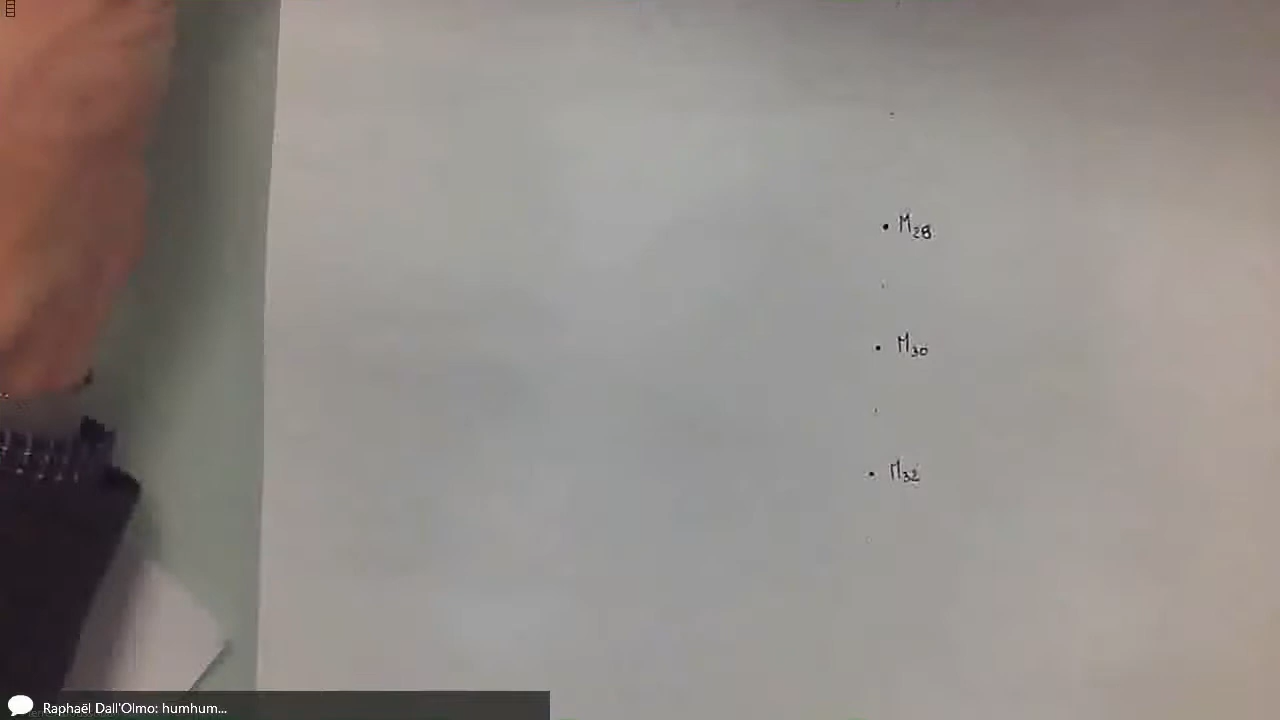 M₂₈
M₃₀
M₃₂
Raphaël Dall'Olmo: humhum...